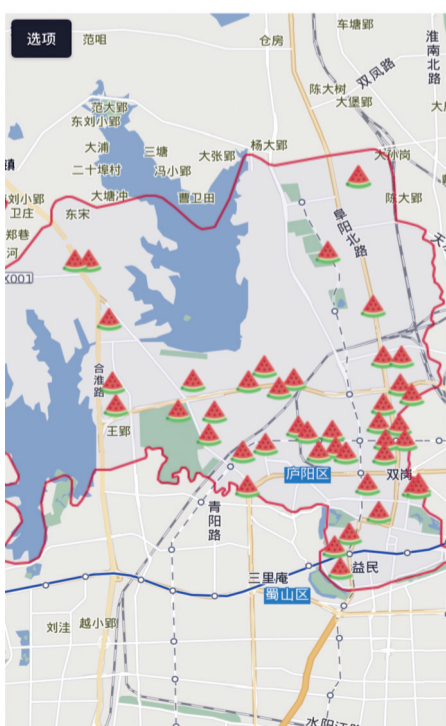 选项
范咀
仓房
车塘郢
淮南北路
双凤路
陈大树
大堡郢
范大郢
东刘小郢
大浦
三塘
大张郢
杨大郢
大孙岗
二十埠村
冯小郢
刘小郢
大塘冲
曹卫田
陈大郢
卫庄
东宋
阜阳北路
郑巷
河
X001
合淮路
王郢
庐阳区
双岗
青阳路
三里庵
益民
蜀山区
刘洼
越小郢